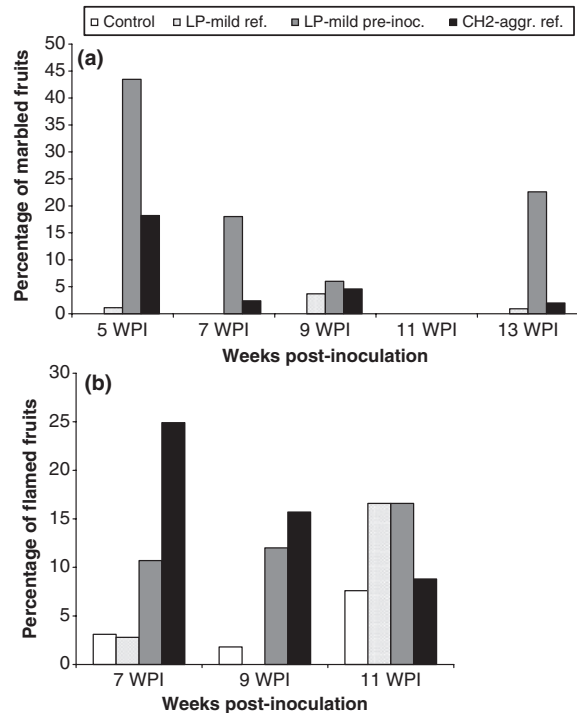 Control LP-mild ref. LP-mild pre-inoc. CH2-aggr. ref.
(a)
Percentage of marbled fruits
50
45
40
35
30
25
20
15
10
5
0
5 WPI 7 WPI 9 WPI 11 WPI 13 WPI
Weeks post-inoculation
(b)
Percentage of flamed fruits
30
25
20
15
10
5
0
7 WPI 9 WPI 11 WPI
Weeks post-inoculation